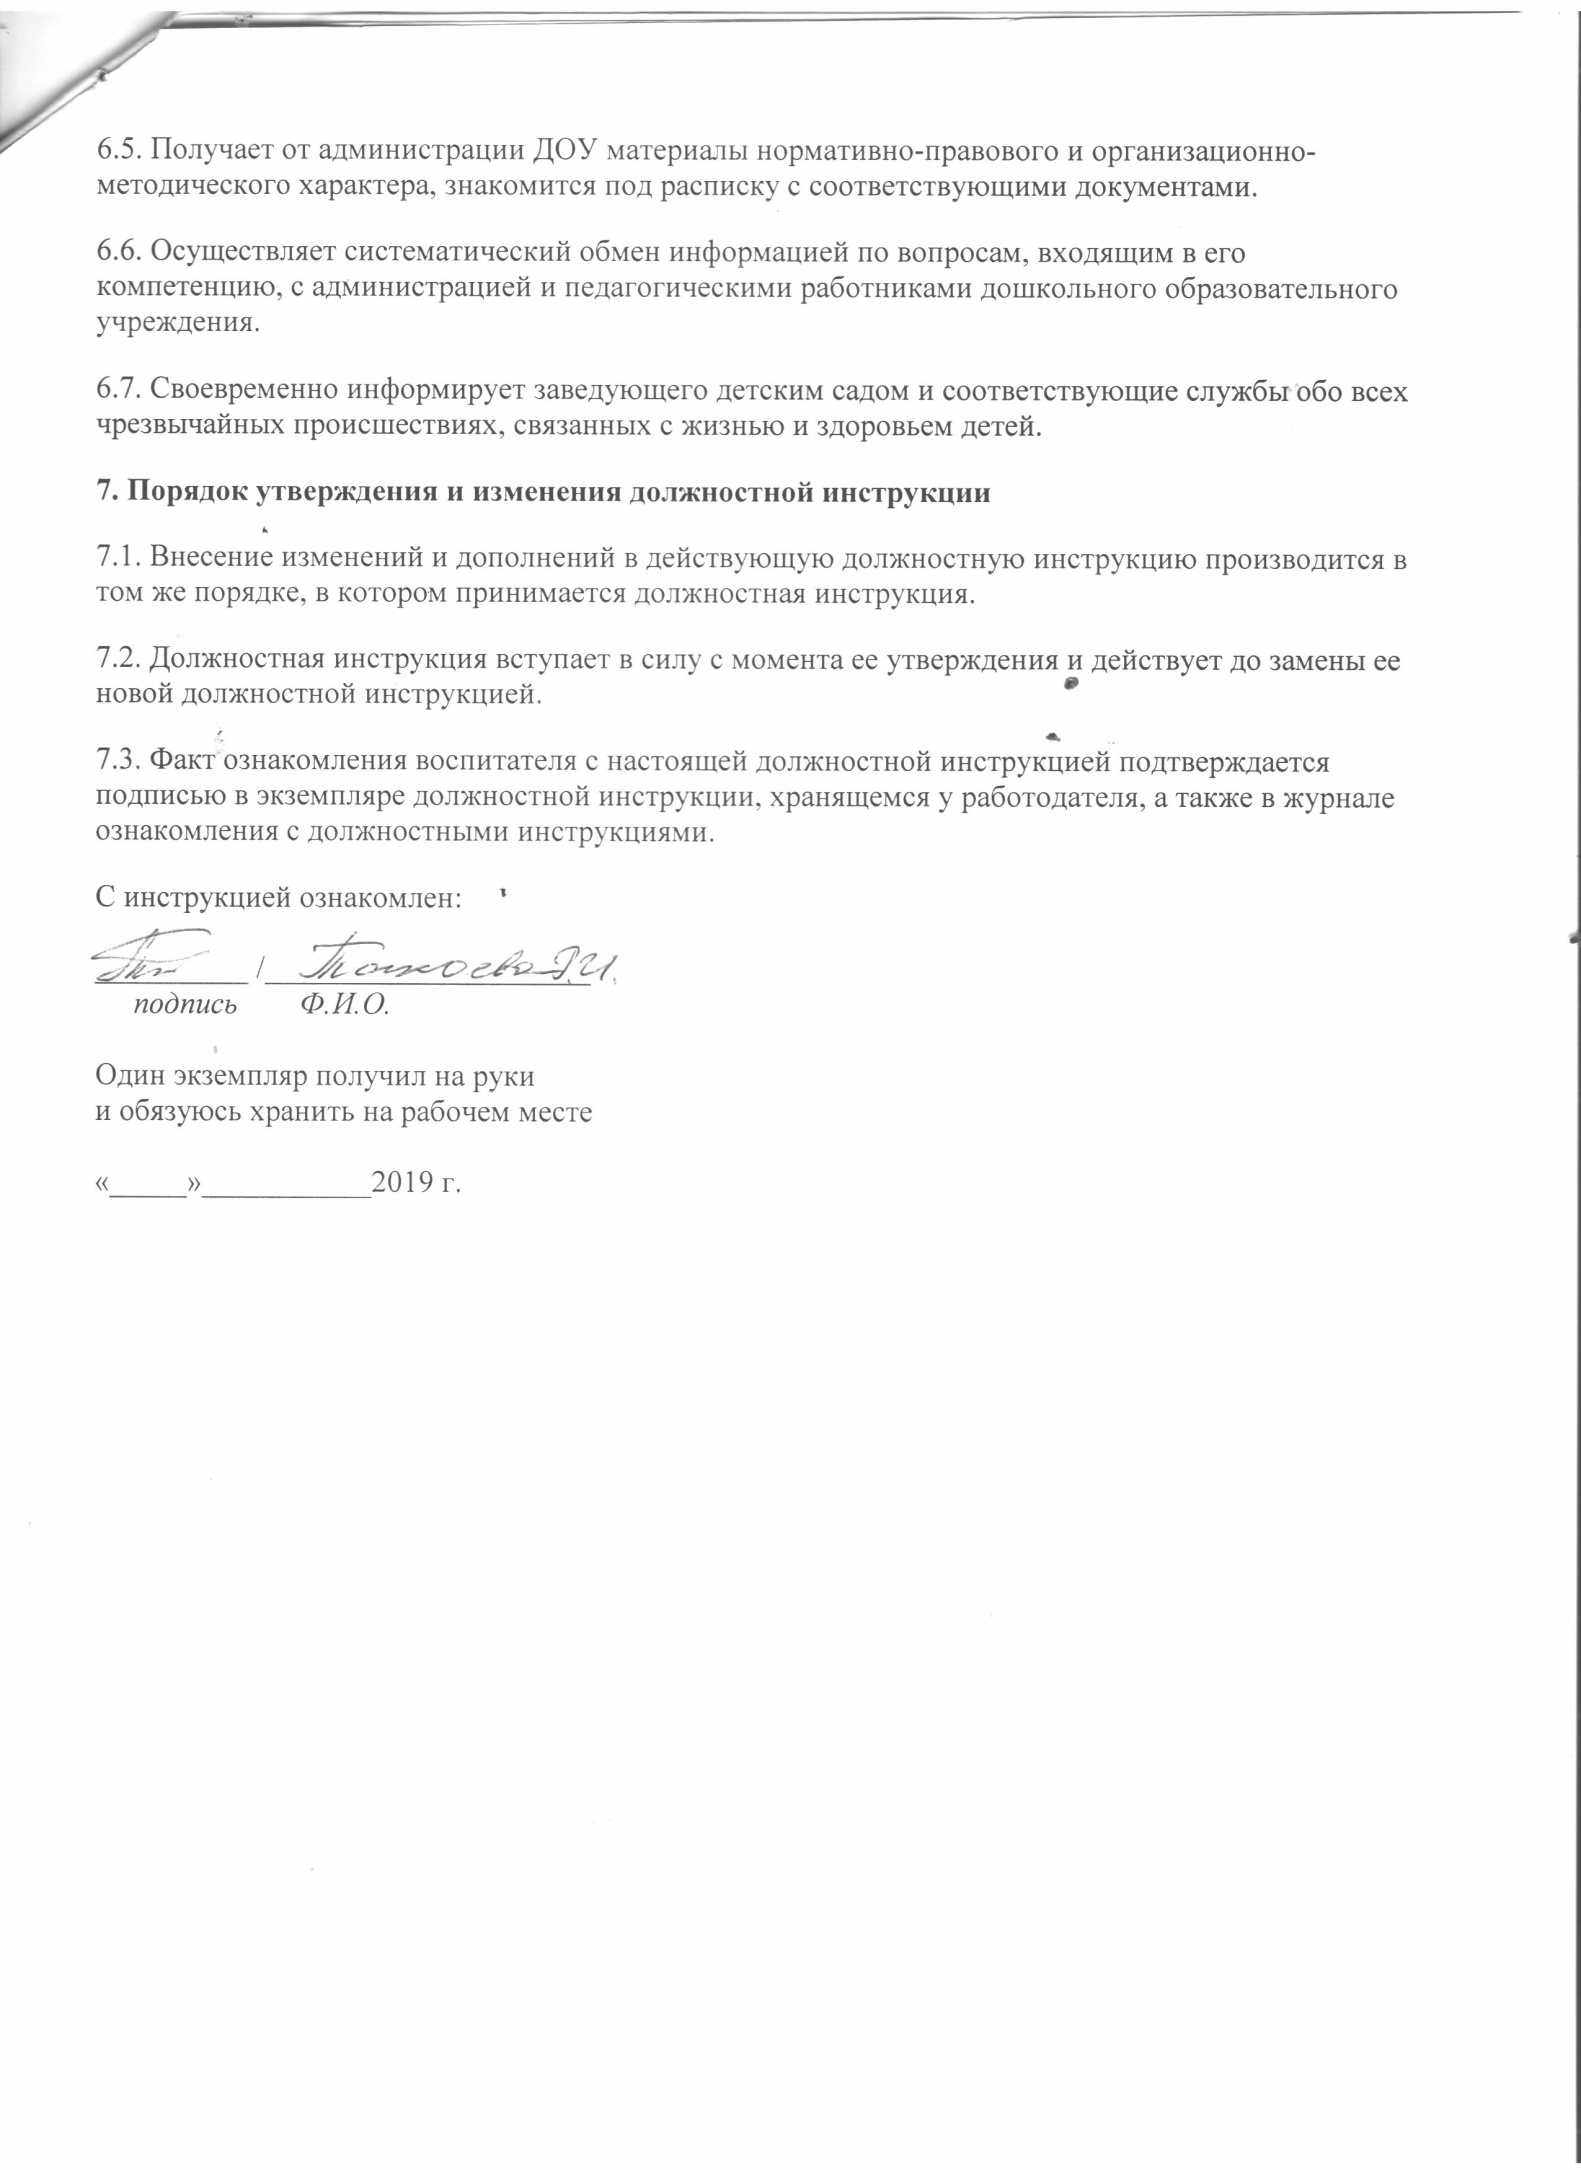 6.5. Получает от администрации ДОУ материалы нормативно-правового и организационно-
методического характера, знакомится под расписку с соответствующими документами.
6.6. Осуществляет систематический обмен информацией по вопросам, входящим в его
компетенцию, с администрацией и педагогическими работниками дошкольного образовательного
учреждения.
6.7. Своевременно информирует заведующего детским садом и соответствующие службы обо всех
чрезвычайных происшествиях, связанных с жизнью и здоровьем детей.
7. Порядок утверждения и изменения должностной инструкции
7.1. Внесение изменений и дополнений в действующую должностную инструкцию производится в
том же порядке, в котором принимается должностная инструкция.
7.2. Должностная инструкция вступает в силу с момента ее утверждения и действует до замены ее
новой должностной инструкцией.
7.3. Факт ознакомления воспитателя с настоящей должностной инструкцией подтверждается
подписью в экземпляре должностной инструкции, хранящемся у работодателя, а также в журнале
ознакомления с должностными инструкциями.
С инструкцией ознакомлен:
__________ / _____________________
подпись Ф.И.О.
Один экземпляр получил на руки
и обязуюсь хранить на рабочем месте
«_____»___________2019 г.